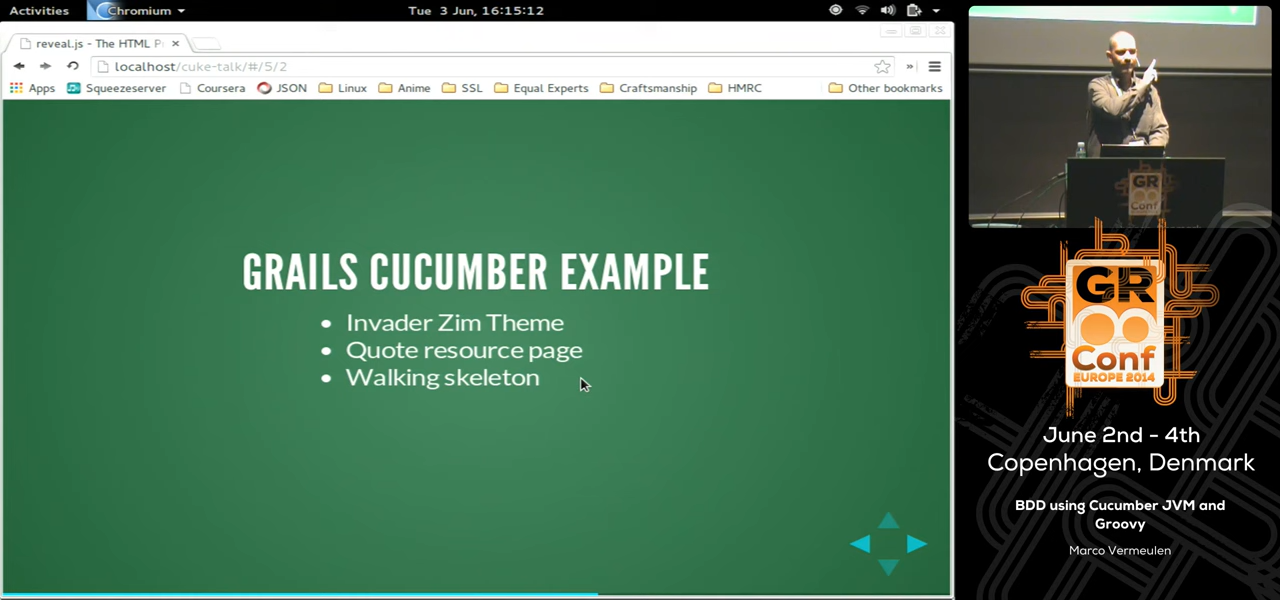 Activities
Chromium
Tue 3 Jun, 16:15:12
reveal.js - The HTML P
localhost/cuke-talk/#/5/2
Apps
Squeezeserver
Coursera
JSON
Linux
Anime
SSL
Equal Experts
Craftsmanship
HMRC
Other bookmarks
GRAILS CUCUMBER EXAMPLE
• Invader Zim Theme
• Quote resource page
• Walking skeleton
GR
Conf
GR
Conf
EUROPE 2014
June 2nd - 4th
Copenhagen, Denmark
BDD using Cucumber JVM and
Groovy
Marco Vermeulen